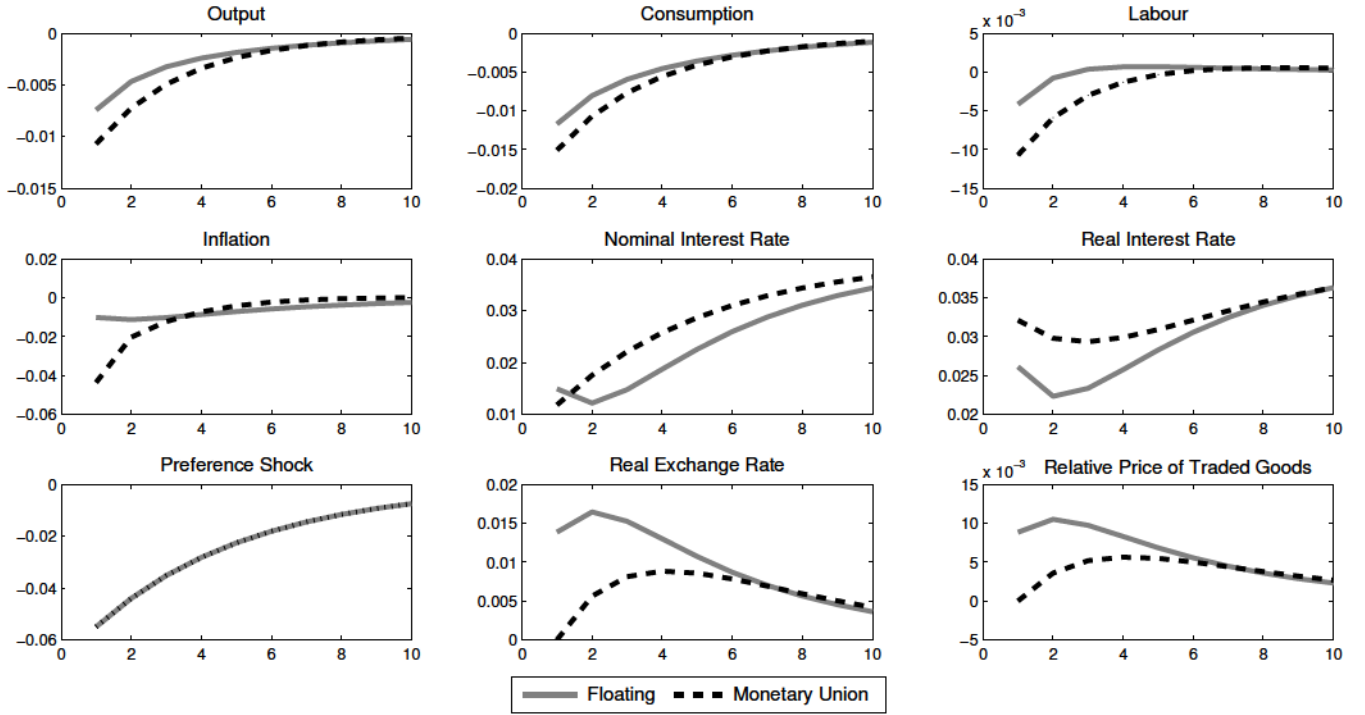 Output
0
−0.005
−0.01
−0.015
0 2 4 6 8 10
Consumption
0
−0.005
−0.01
−0.015
−0.02
0 2 4 6 8 10
Labour
x 10⁻³
5
0
−5
−10
−15
0 2 4 6 8 10
Inflation
0.02
0
−0.02
−0.04
−0.06
0 2 4 6 8 10
Nominal Interest Rate
0.04
0.03
0.02
0.01
0 2 4 6 8 10
Real Interest Rate
0.04
0.035
0.03
0.025
0.02
0 2 4 6 8 10
Preference Shock
0
−0.02
−0.04
−0.06
0 2 4 6 8 10
Real Exchange Rate
0.02
0.015
0.01
0.005
0
0 2 4 6 8 10
Relative Price of Traded Goods
x 10⁻³
15
10
5
0
−5
0 2 4 6 8 10
Floating
Monetary Union